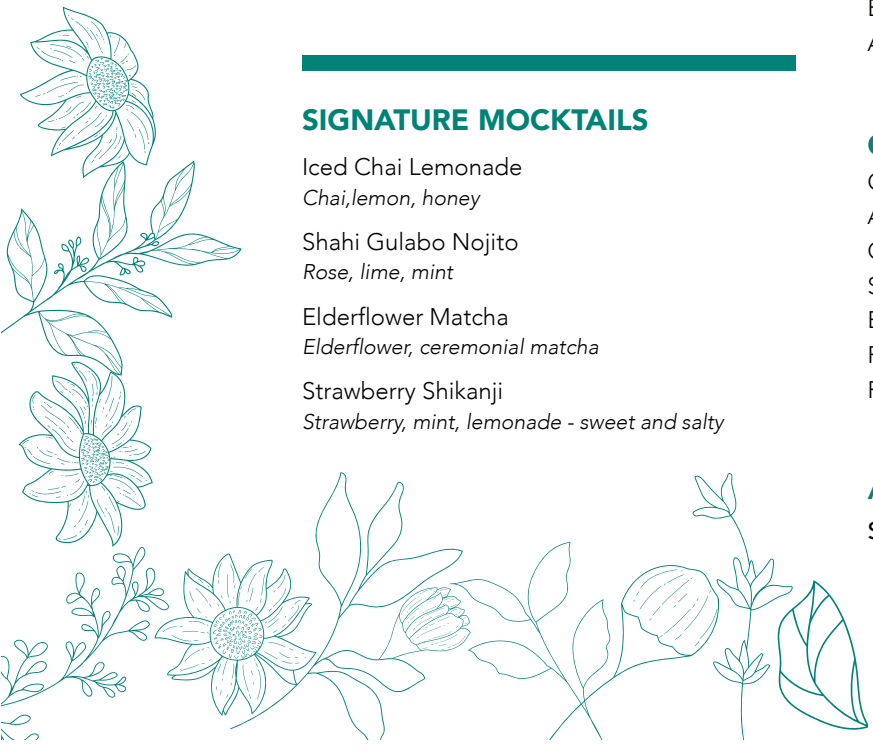 SIGNATURE MOCKTAILS
Iced Chai Lemonade
Chai,lemon, honey
Shahi Gulabo Nojito
Rose, lime, mint
Elderflower Matcha
Elderflower, ceremonial matcha
Strawberry Shikanji
Strawberry, mint, lemonade - sweet and salty